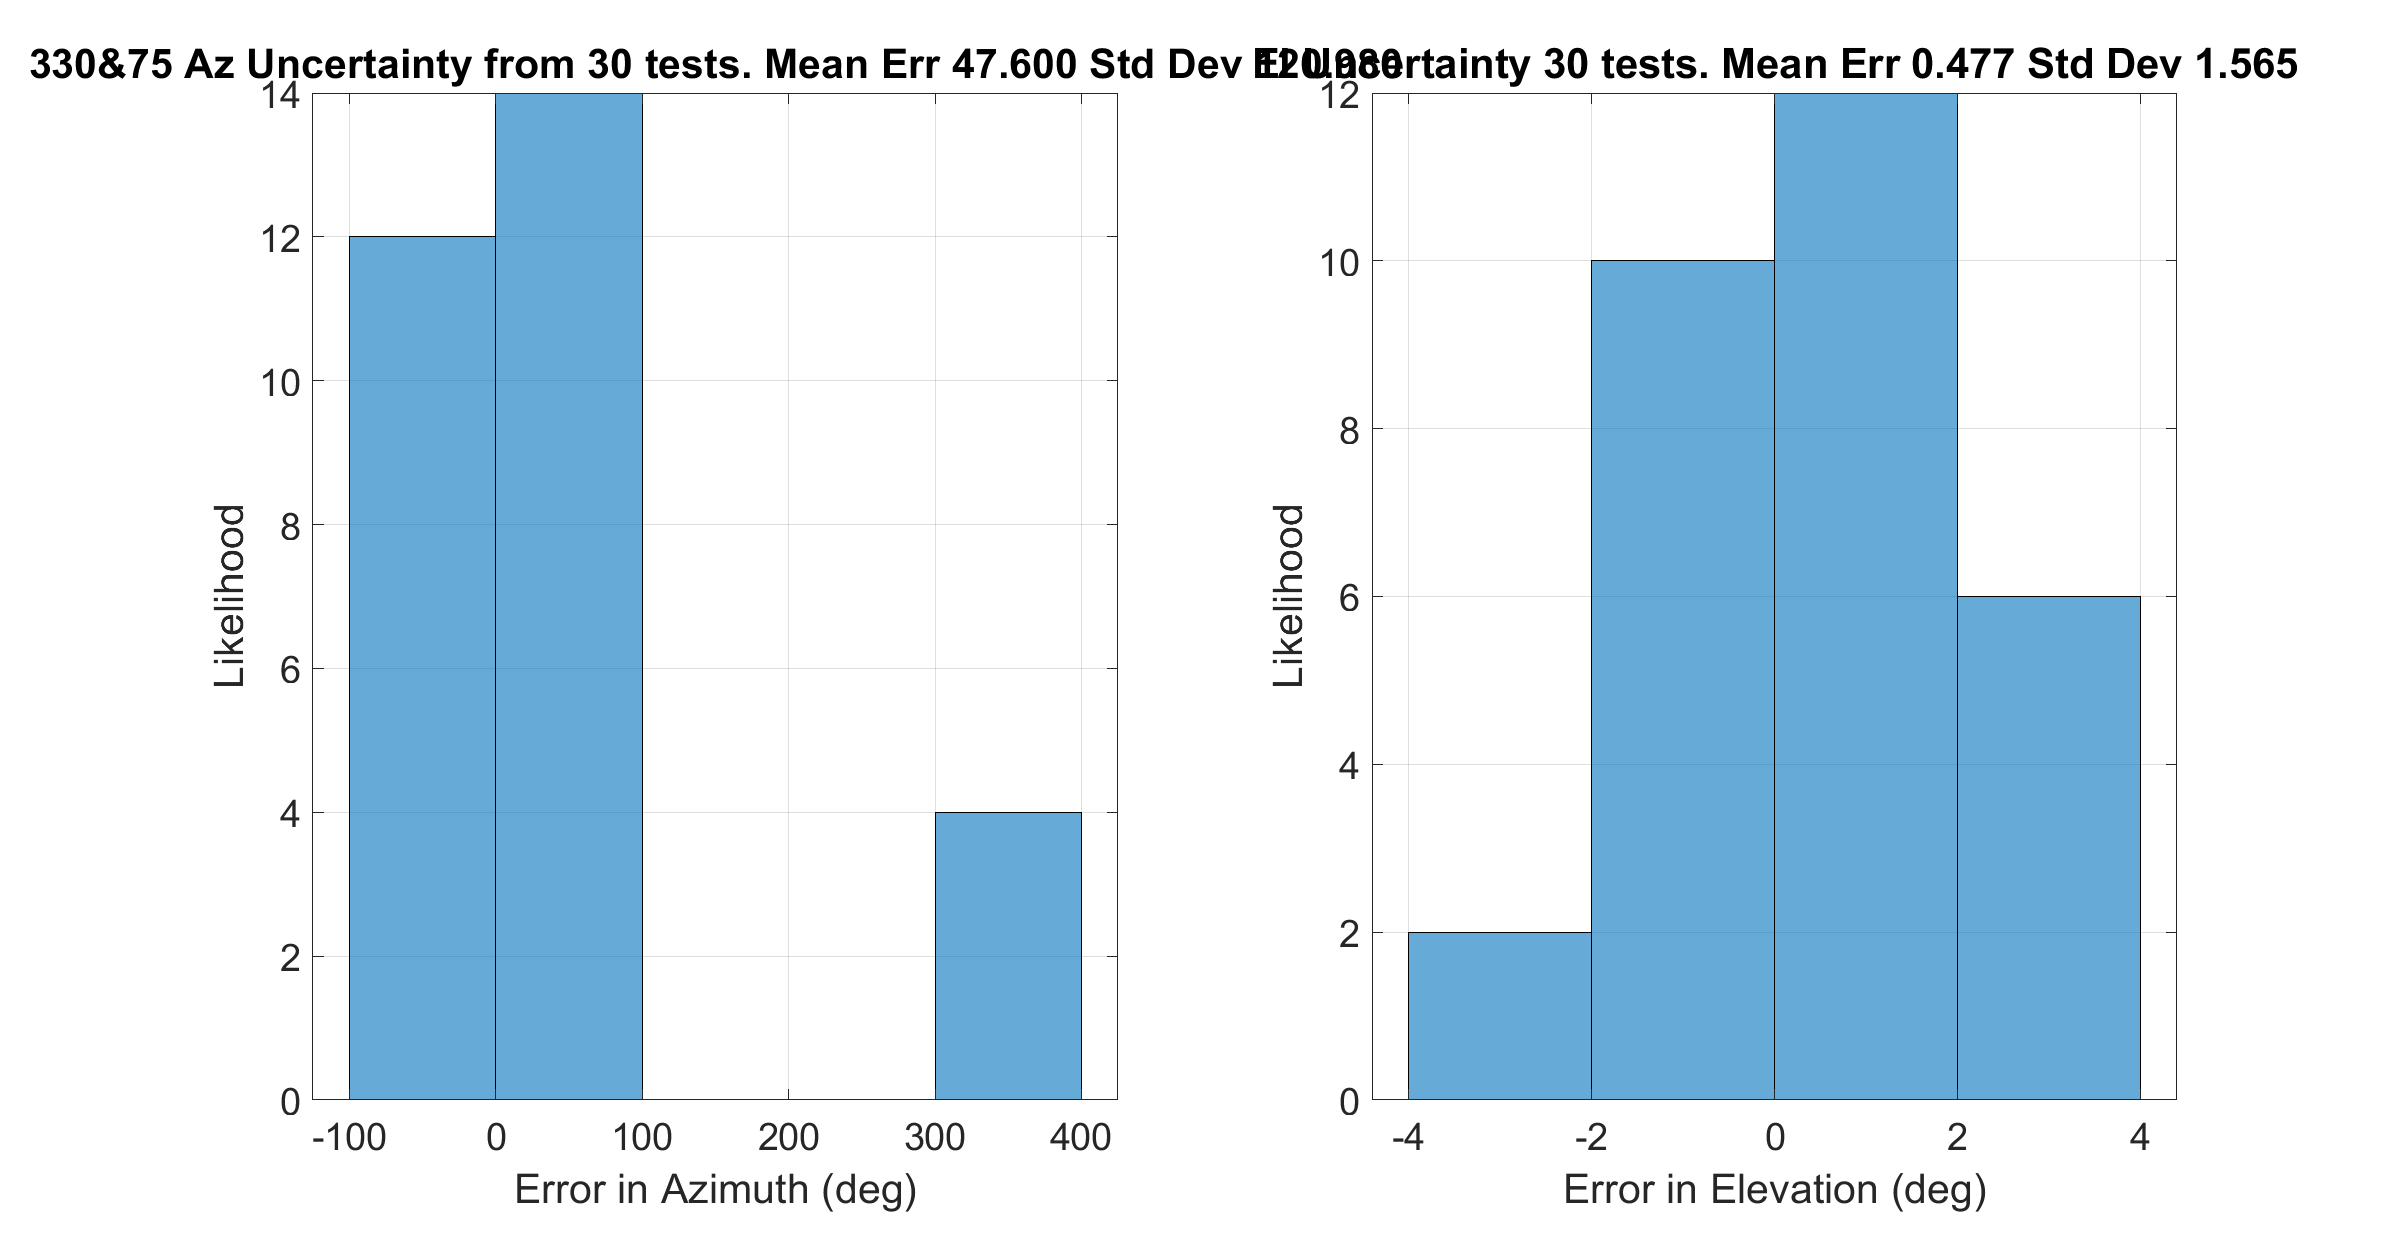 330&75 Az Uncertainty from 30 tests. Mean Err 47.600 Std Dev 120.980
El Uncertainty 30 tests. Mean Err 0.477 Std Dev 1.565
14
12
10
8
6
4
2
0
Likelihood
-100 0 100 200 300 400
Error in Azimuth (deg)
12
10
8
6
4
2
0
Likelihood
-4 -2 0 2 4
Error in Elevation (deg)